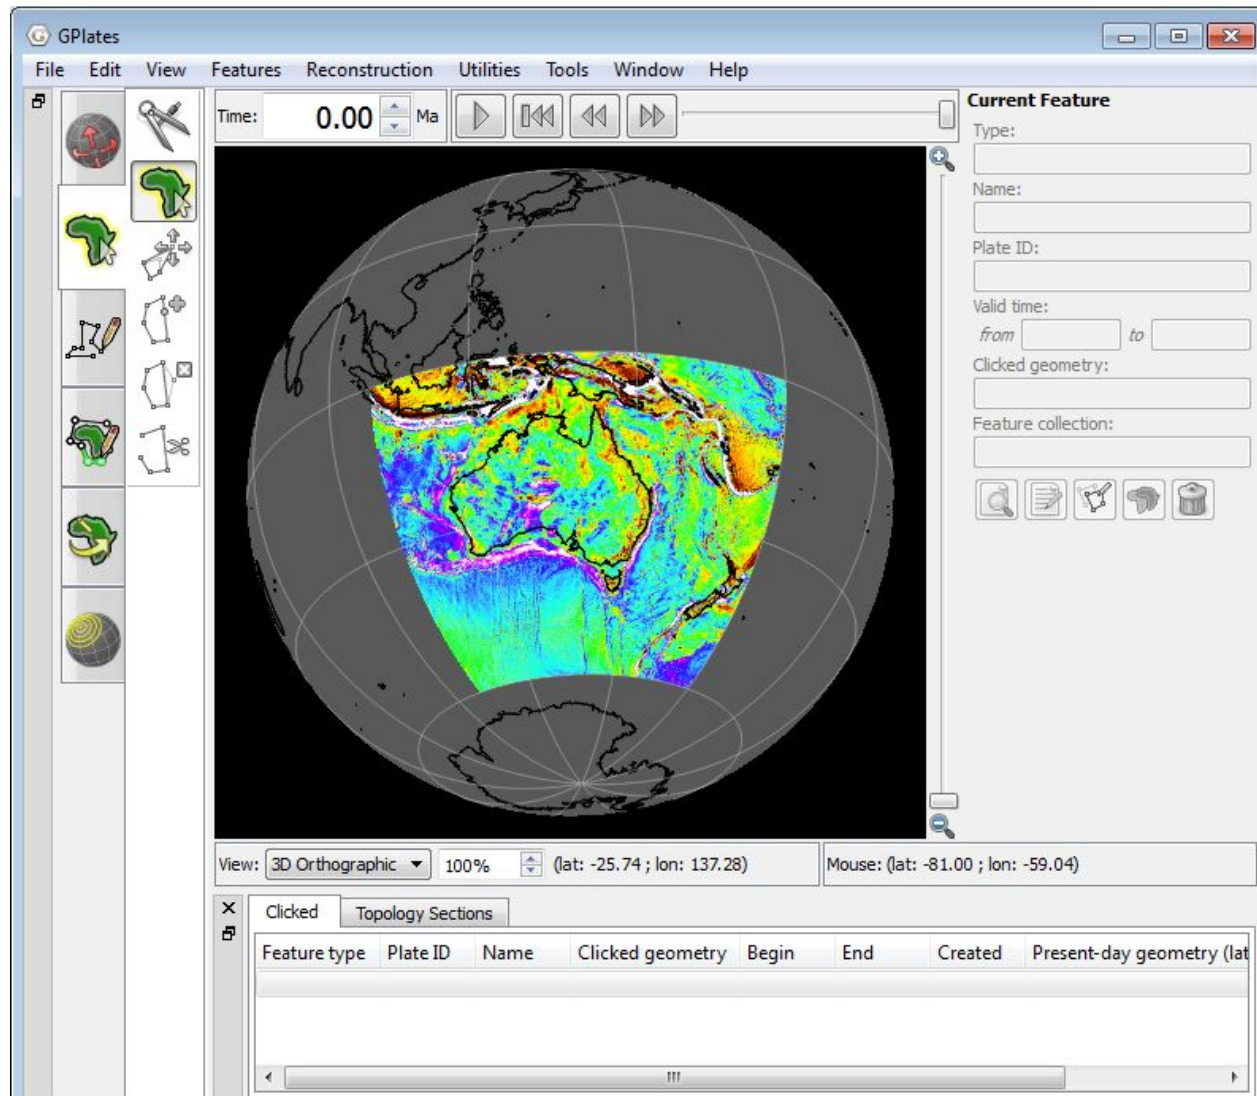 GPlates
File Edit View Features Reconstruction Utilities Tools Window Help
Time: 0.00 Ma
Current Feature
Type:
Name:
Plate ID:
Valid time:
from to
Clicked geometry:
Feature collection:
View: 3D Orthographic 100% (lat: -25.74 ; lon: 137.28) Mouse: (lat: -81.00 ; lon: -59.04)
Clicked Topology Sections
Feature type Plate ID Name Clicked geometry Begin End Created Present-day geometry (lat